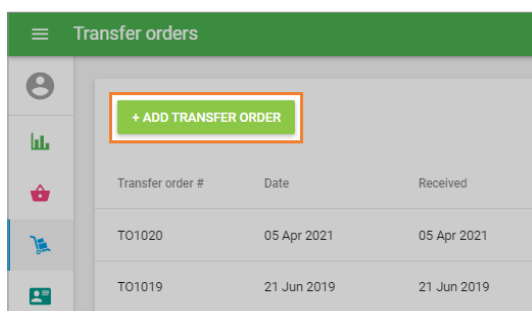 Transfer orders
+ ADD TRANSFER ORDER
Transfer order # Date Received
TO1020 05 Apr 2021 05 Apr 2021
TO1019 21 Jun 2019 21 Jun 2019